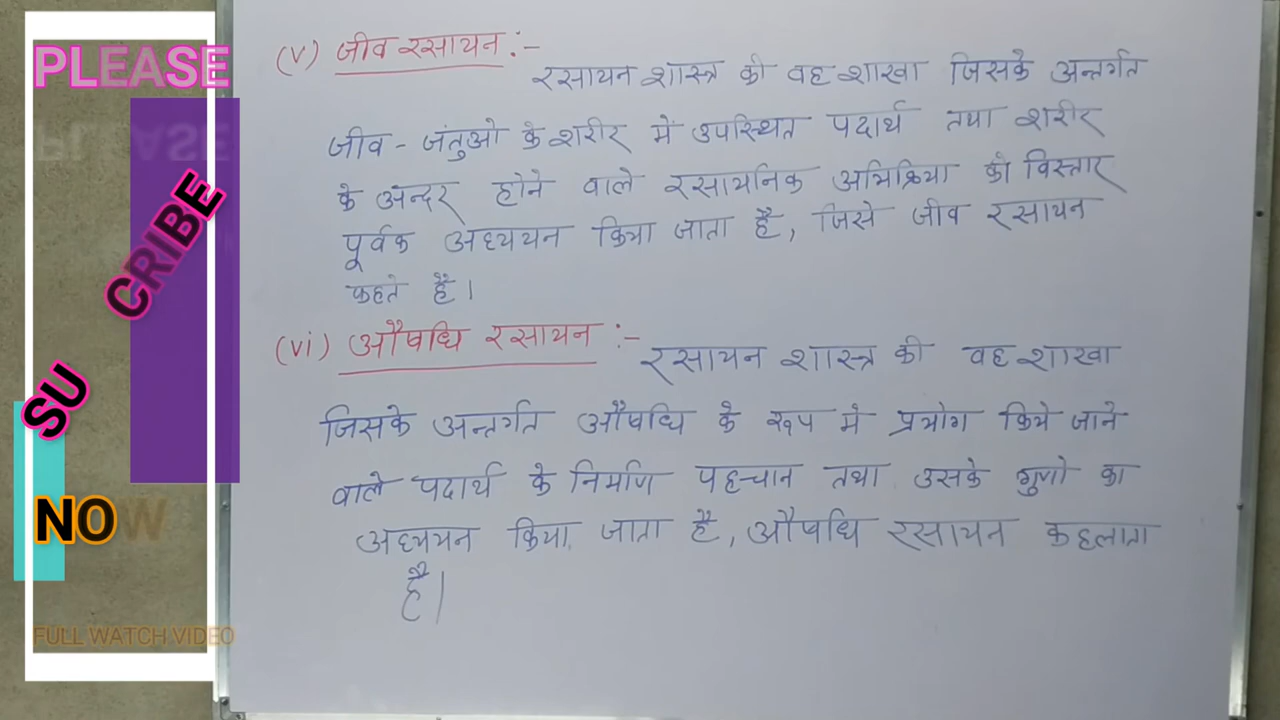 PLEASE
SU
CRIBE
NOW
FULL WATCH VIDEO
(v) जीव रसायन :-
रसायन शास्त्र की वह शाखा जिसके अन्तर्गत
जीव - जंतुओ के शरीर में उपस्थित पदार्थ तथा शरीर
के अन्दर होने वाले रसायनिक अभिक्रिया को विस्तार
पूर्वक अध्ययन किया जाता है, जिसे जीव रसायन
कहते हैं।
(vi) औषधि रसायन :-
रसायन शास्त्र की वह शाखा
जिसके अन्तर्गत औषधि के रूप में प्रयोग किये जाने
वाले पदार्थ के निर्माण पहचान तथा उसके गुणो का
अध्ययन किया जाता है, औषधि रसायन कहलाता
है।